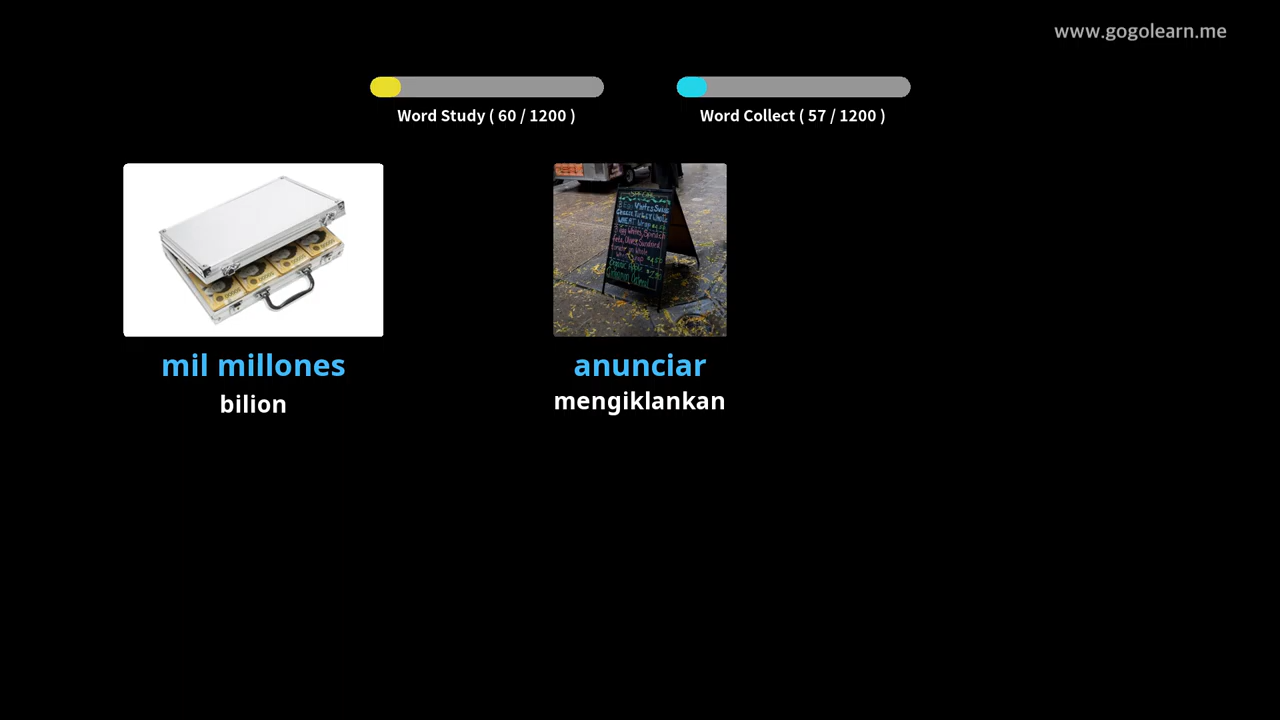 www.gogolearn.me
Word Study ( 60 / 1200 )
Word Collect ( 57 / 1200 )
mil millones
bilion
anunciar
mengiklankan